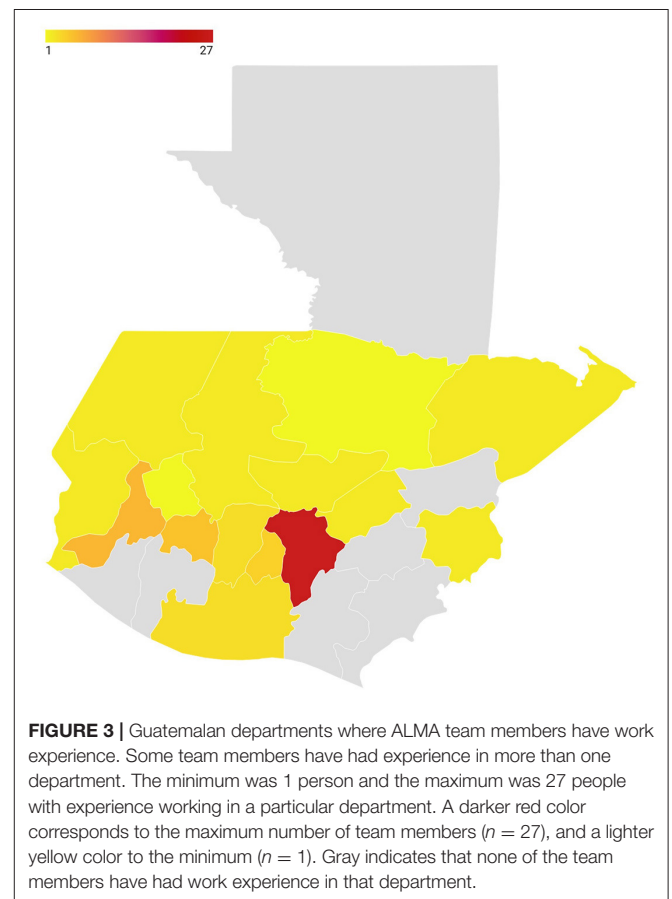 1 27
FIGURE 3 | Guatemalan departments where ALMA team members have work
experience. Some team members have had experience in more than one
department. The minimum was 1 person and the maximum was 27 people
with experience working in a particular department. A darker red color
corresponds to the maximum number of team members (n = 27), and a lighter
yellow color to the minimum (n = 1). Gray indicates that none of the team
members have had work experience in that department.